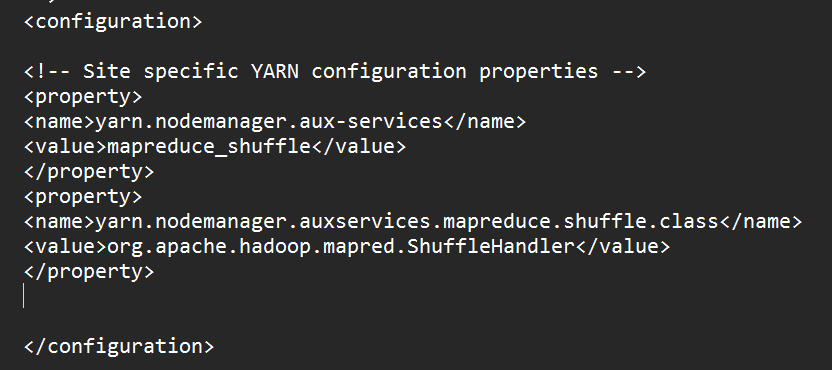 <configuration>
<!-- Site specific YARN configuration properties -->
<property>
<name>yarn.nodemanager.aux-services</name>
<value>mapreduce_shuffle</value>
</property>
<property>
<name>yarn.nodemanager.auxservices.mapreduce.shuffle.class</name>
<value>org.apache.hadoop.mapred.ShuffleHandler</value>
</property>
</configuration>